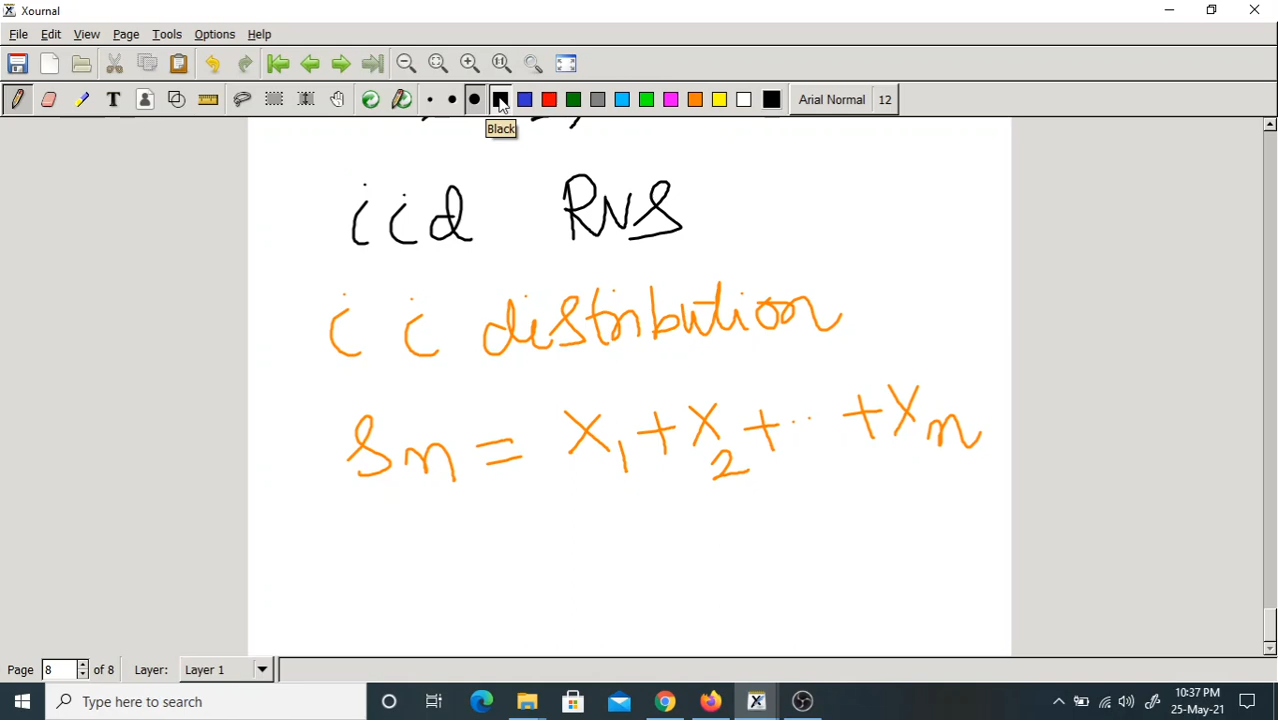 Xournal
File Edit View Page Tools Options Help
Arial Normal 12
Black
iid RVS
i i distribution
Sn = X1 + X2 + ·· + Xn
Page 8 of 8 Layer: Layer 1
Type here to search
10:37 PM
25-May-21